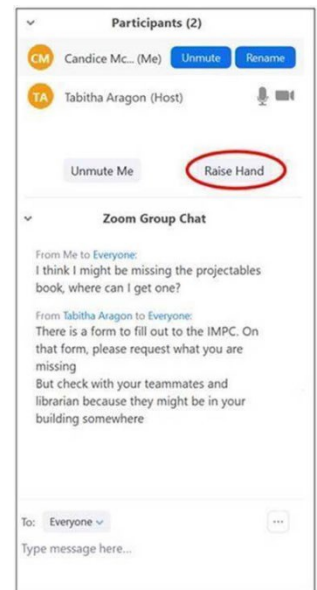 Participants (2)
CM Candice Mc... (Me) Unmute Rename
TA Tabitha Aragon (Host)
Unmute Me Raise Hand
Zoom Group Chat
From Me to Everyone:
I think I might be missing the projectables
book, where can I get one?
From Tabitha Aragon to Everyone:
There is a form to fill out to the IMPC. On
that form, please request what you are
missing
But check with your teammates and
librarian because they might be in your
building somewhere
To: Everyone
Type message here...